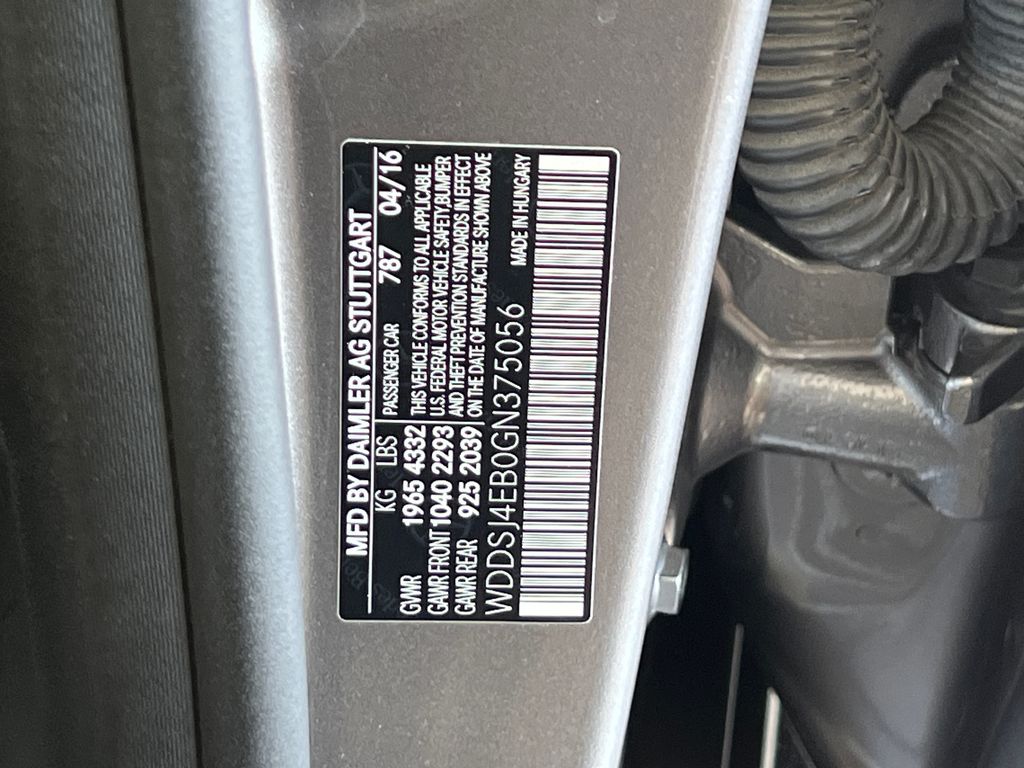 MFD BY DAIMLER AG STUTTGART
KG LBS PASSENGER CAR 787 04/16
GVWR 1965 4332 THIS VEHICLE CONFORMS TO ALL APPLICABLE
GAWR FRONT 1040 2293 U.S. FEDERAL MOTOR VEHICLE SAFETY,BUMPER
GAWR REAR 925 2039 AND THEFT PREVENTION STANDARDS IN EFFECT
ON THE DATE OF MANUFACTURE SHOWN ABOVE
WDDSJ4EB0GN375056 MADE IN HUNGARY